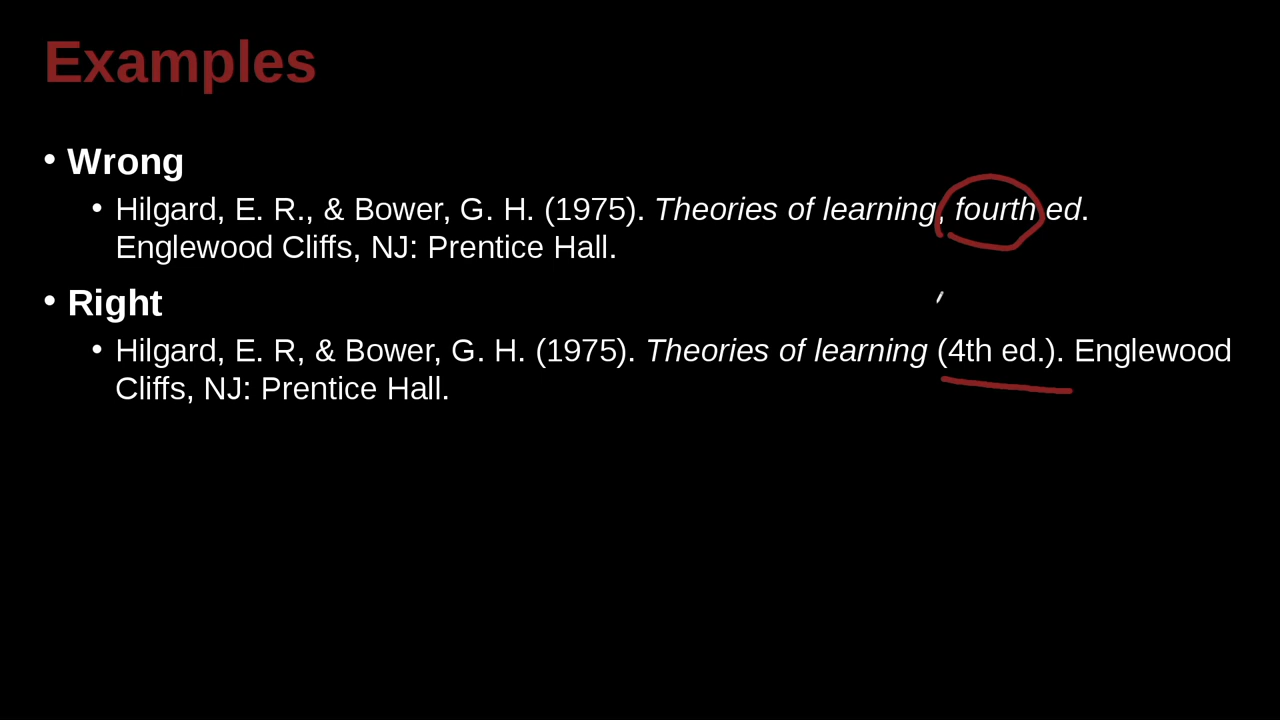 Examples
• Wrong
• Hilgard, E. R., & Bower, G. H. (1975). Theories of learning, fourth ed.
Englewood Cliffs, NJ: Prentice Hall.
• Right
• Hilgard, E. R, & Bower, G. H. (1975). Theories of learning (4th ed.). Englewood
Cliffs, NJ: Prentice Hall.